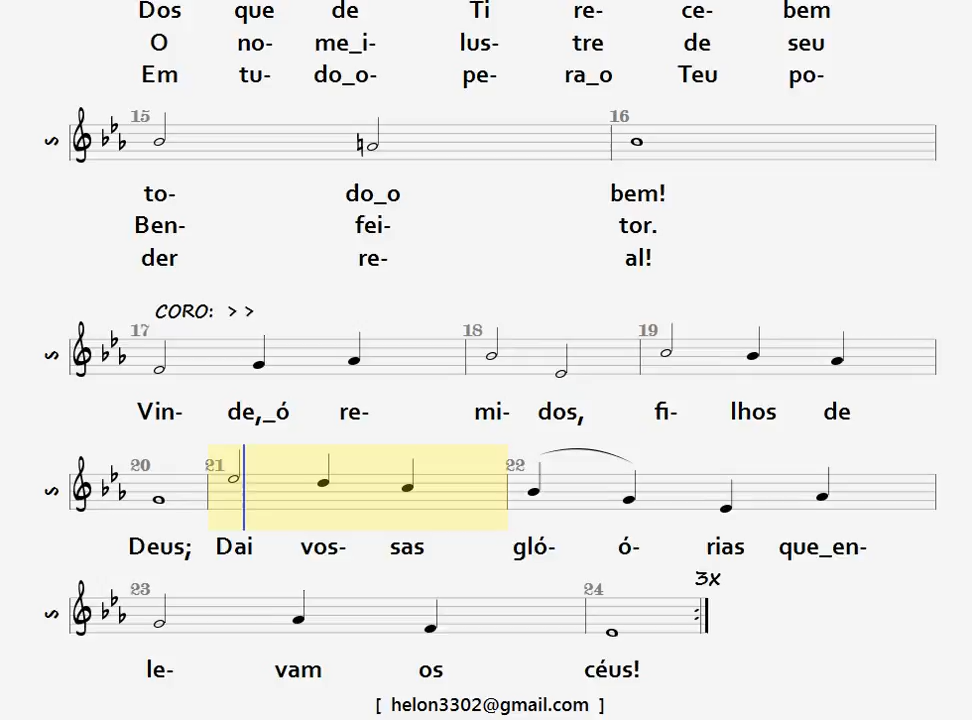 Dos que de Ti re- ce- bem
O no- me_i- lus- tre de seu
Em tu- do_o- pe- ra_o Teu po-
15 16
S
to- do_o bem!
Ben- fei- tor.
der re- al!
CORO: > >
17 18 19
S
Vin- de,_ó re- mi- dos, fi- lhos de
20 21 22
S
Deus; Dai vos- sas gló- ó- rias que_en-
3x
23 24
S
le- vam os céus!
[ helon3302@gmail.com ]